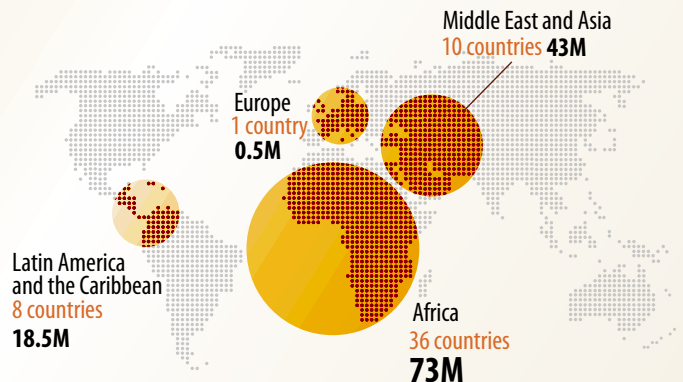 Middle East and Asia
10 countries 43M
Europe
1 country
0.5M
Latin America
and the Caribbean
8 countries
18.5M
Africa
36 countries
73M